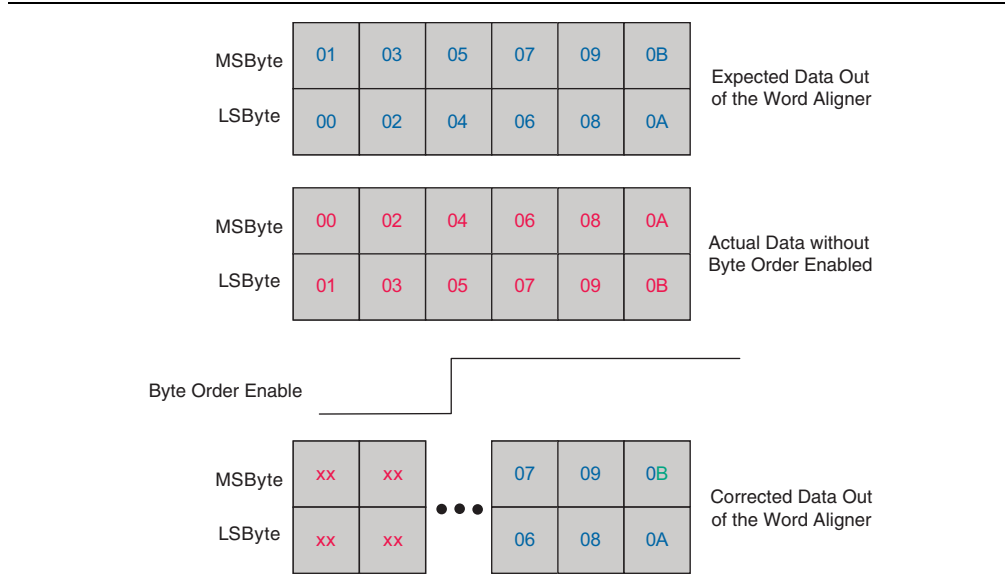 MSByte 01 03 05 07 09 0B
LSByte 00 02 04 06 08 0A
Expected Data Out
of the Word Aligner
MSByte 00 02 04 06 08 0A
LSByte 01 03 05 07 09 0B
Actual Data without
Byte Order Enabled
Byte Order Enable
MSByte xx xx 07 09 0B
LSByte xx xx 06 08 0A
Corrected Data Out
of the Word Aligner